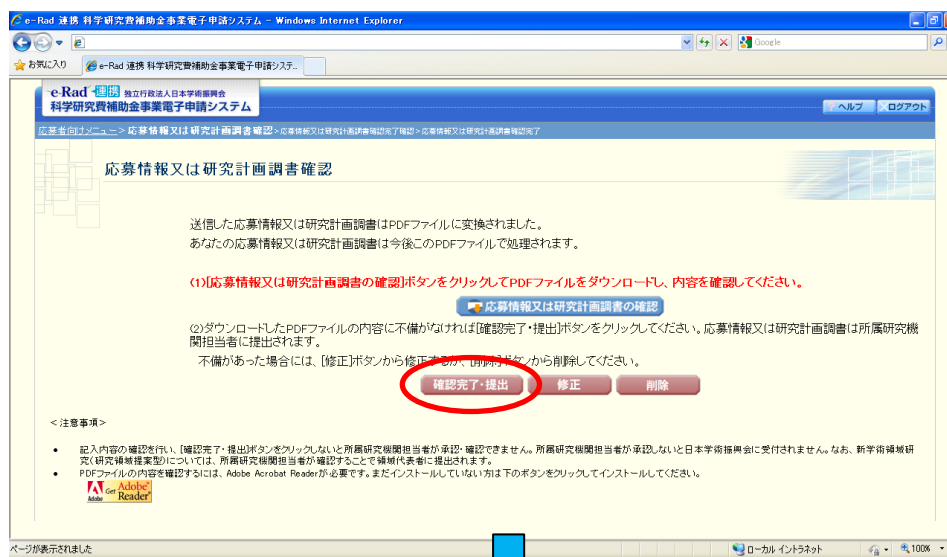 e-Rad 連携 科学研究費補助金事業電子申請システム - Windows Internet Explorer
Google
お気に入り
e-Rad 連携 科学研究費補助金事業電子申請システ...
e-Rad 連携 独立行政法人日本学術振興会
科学研究費補助金事業電子申請システム
ヘルプ
ログアウト
応募者向けメニュー > 応募情報又は研究計画調書確認 > 応募情報又は研究計画調書確認完了確認 > 応募情報又は研究計画調書確認完了
応募情報又は研究計画調書確認
送信した応募情報又は研究計画調書はPDFファイルに変換されました。
あなたの応募情報又は研究計画調書は今後このPDFファイルで処理されます。
(1)[応募情報又は研究計画調書の確認]ボタンをクリックしてPDFファイルをダウンロードし、内容を確認してください。
応募情報又は研究計画調書の確認
(2)ダウンロードしたPDFファイルの内容に不備がなければ[確認完了・提出]ボタンをクリックしてください。応募情報又は研究計画調書は所属研究機
関担当者に提出されます。
不備があった場合には、[修正]ボタンから修正するか、[削除]ボタンから削除してください。
確認完了・提出
修正
削除
<注意事項>
• 記入内容の確認を行い、[確認完了・提出]ボタンをクリックしないと所属研究機関担当者が承認・確認できません。所属研究機関担当者が承認しないと日本学術振興会に受付されません。なお、新学術領域研
究(研究領域提案型)については、所属研究機関担当が確認することで領域代表者に提出されます。
• PDFファイルの内容を確認するには、Adobe Acrobat Readerが必要です。まだインストールしていない方は下のボタンをクリックしてインストールしてください。
Adobe
Get Adobe
Reader
ページが表示されました
ローカル イントラネット
100%